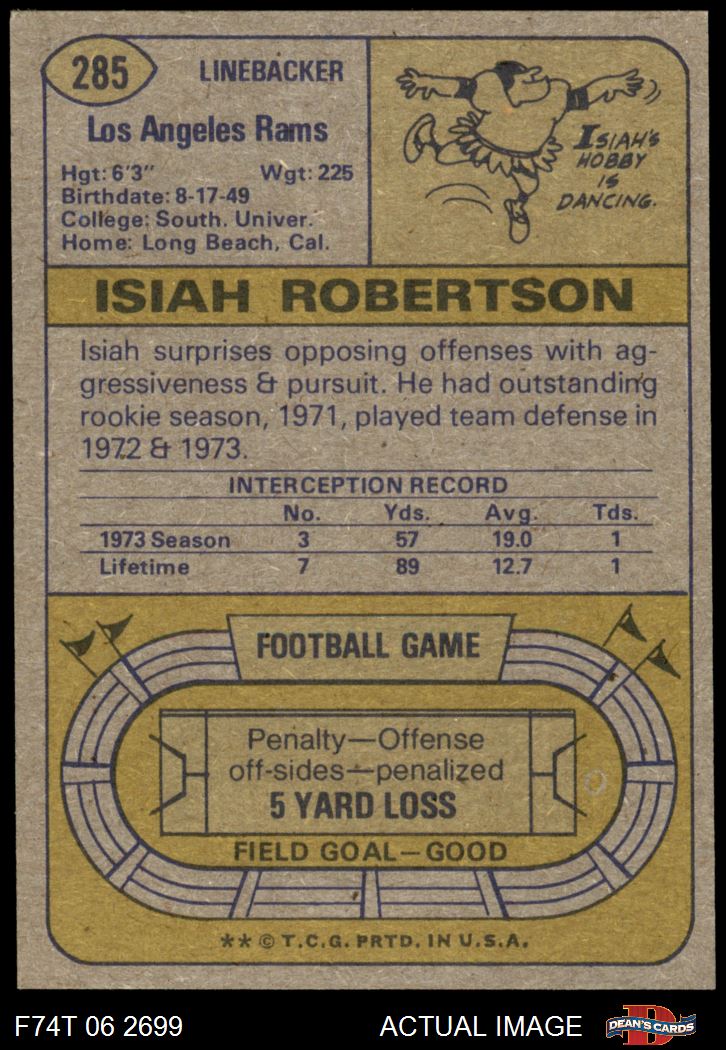 285
LINEBACKER
Los Angeles Rams
Hgt: 6'3" Wgt: 225
Birthdate: 8-17-49
College: South. Univer.
Home: Long Beach, Cal.
ISIAH'S
HOBBY
IS
DANCING.
ISIAH ROBERTSON
Isiah surprises opposing offenses with ag-
gressiveness & pursuit. He had outstanding
rookie season, 1971, played team defense in
1972 & 1973.
INTERCEPTION RECORD
No. Yds. Avg. Tds.
1973 Season 3 57 19.0 1
Lifetime 7 89 12.7 1
FOOTBALL GAME
Penalty—Offense
off-sides—penalized
5 YARD LOSS
FIELD GOAL—GOOD
** © T.C.G. PRTD. IN U.S.A.
F74T 06 2699 ACTUAL IMAGE
D
DEAN'S CARDS